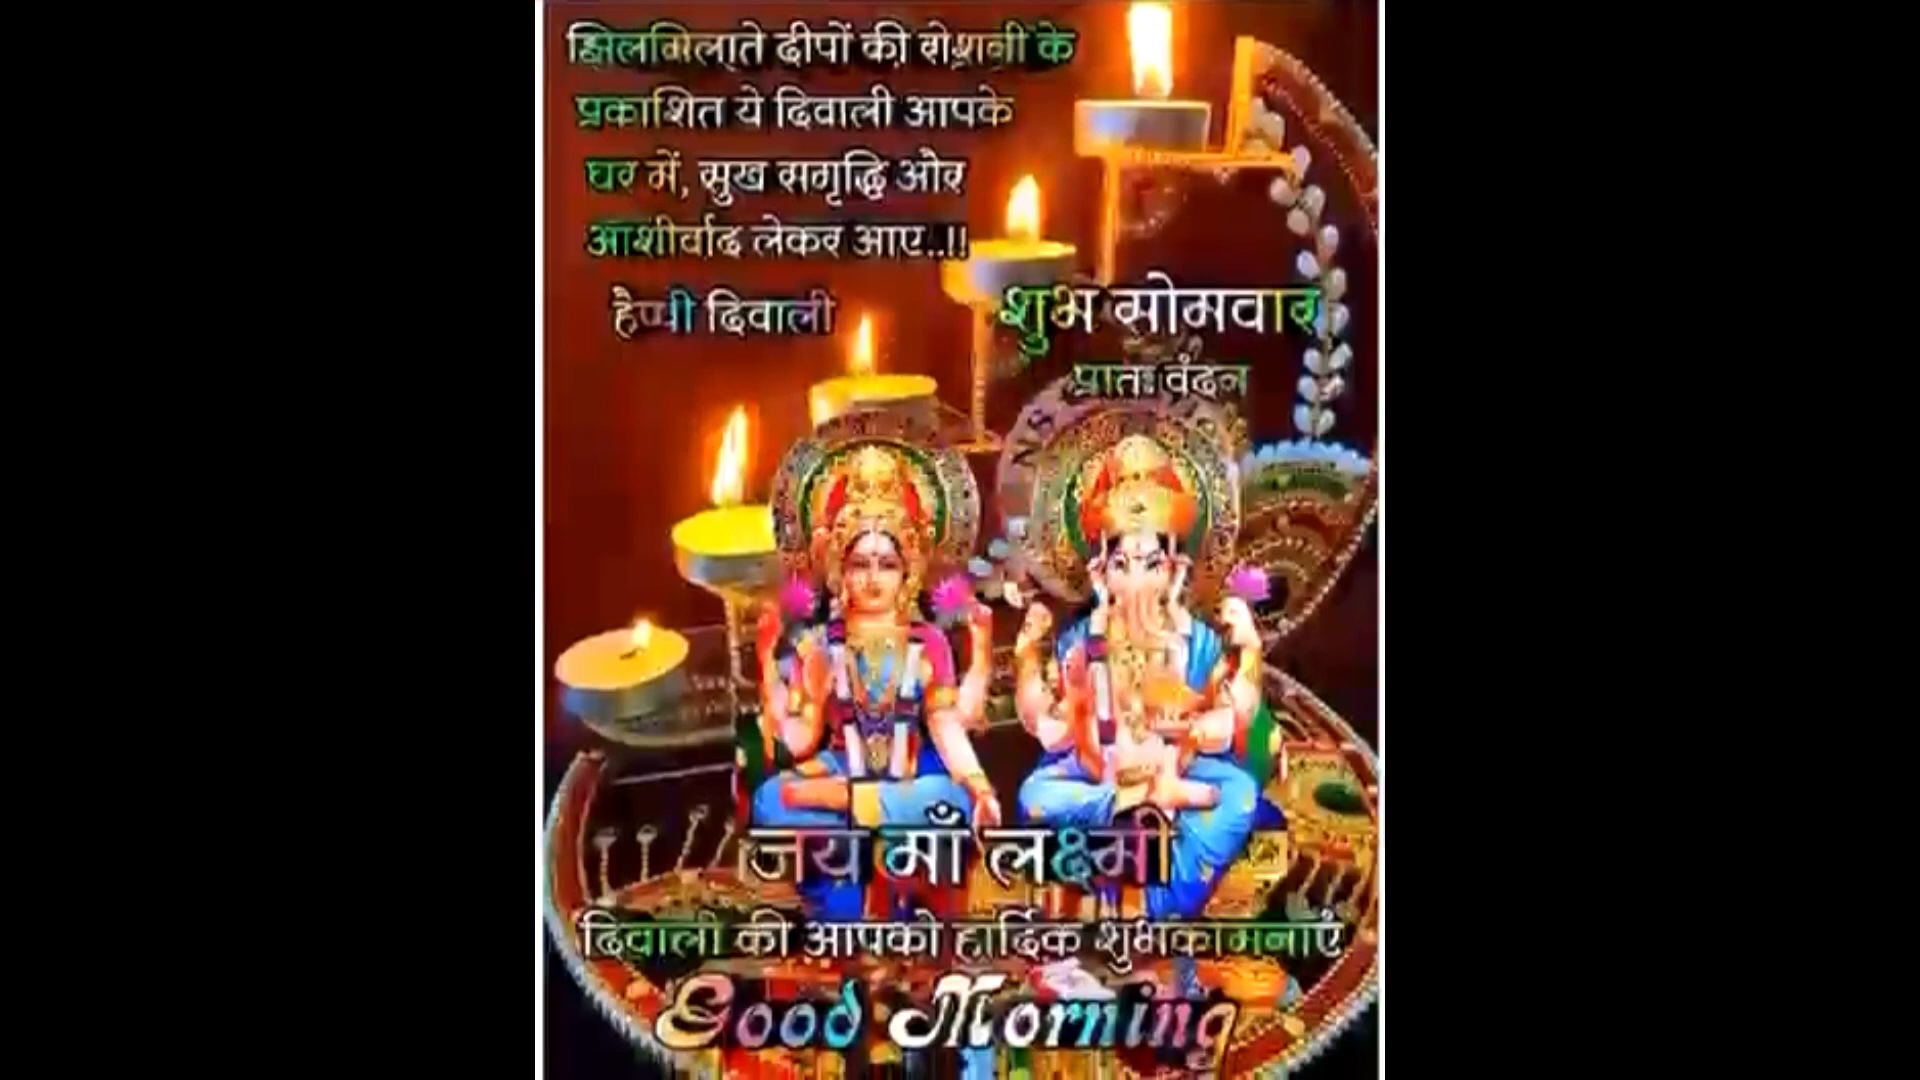 झिलमिलाते दीपों की रोशनी के
प्रकाशित ये दिवाली आपके
घर में, सुख समृद्धि और
आशीर्वाद लेकर आए..!!
हैप्पी दिवाली
शुभ सोमवार
प्रातः वंदन
जय माँ लक्ष्मी
दिवाली की आपको हार्दिक शुभकामनाएं
Good Morning